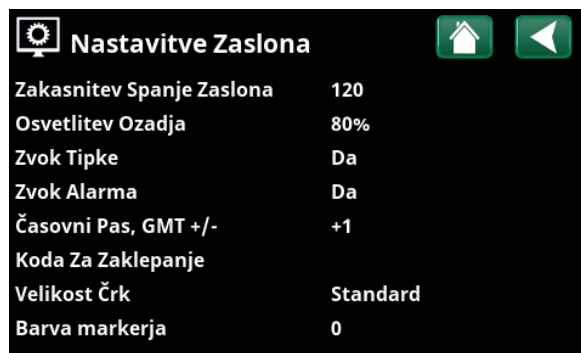 Nastavitve Zaslona
Zakasnitev Spanje Zaslona 120
Osvetlitev Ozadja 80%
Zvok Tipke Da
Zvok Alarma Da
Časovni Pas, GMT +/- +1
Koda Za Zaklepanje
Velikost Črk Standard
Barva markerja 0